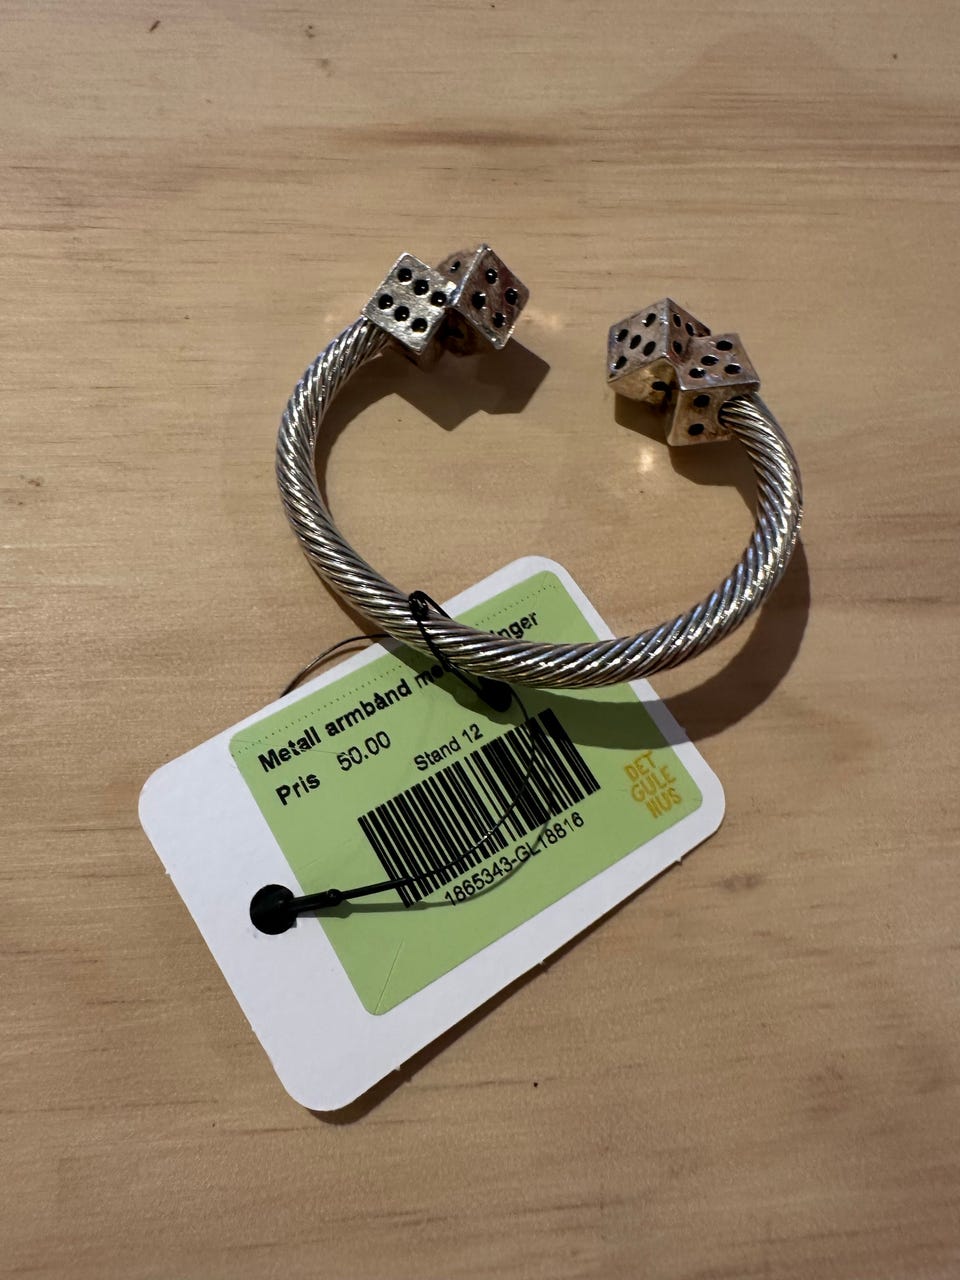 Metall armbånd
Pris 50.00
Stand 12
1865343-GL18816
DET
GULE
HUS